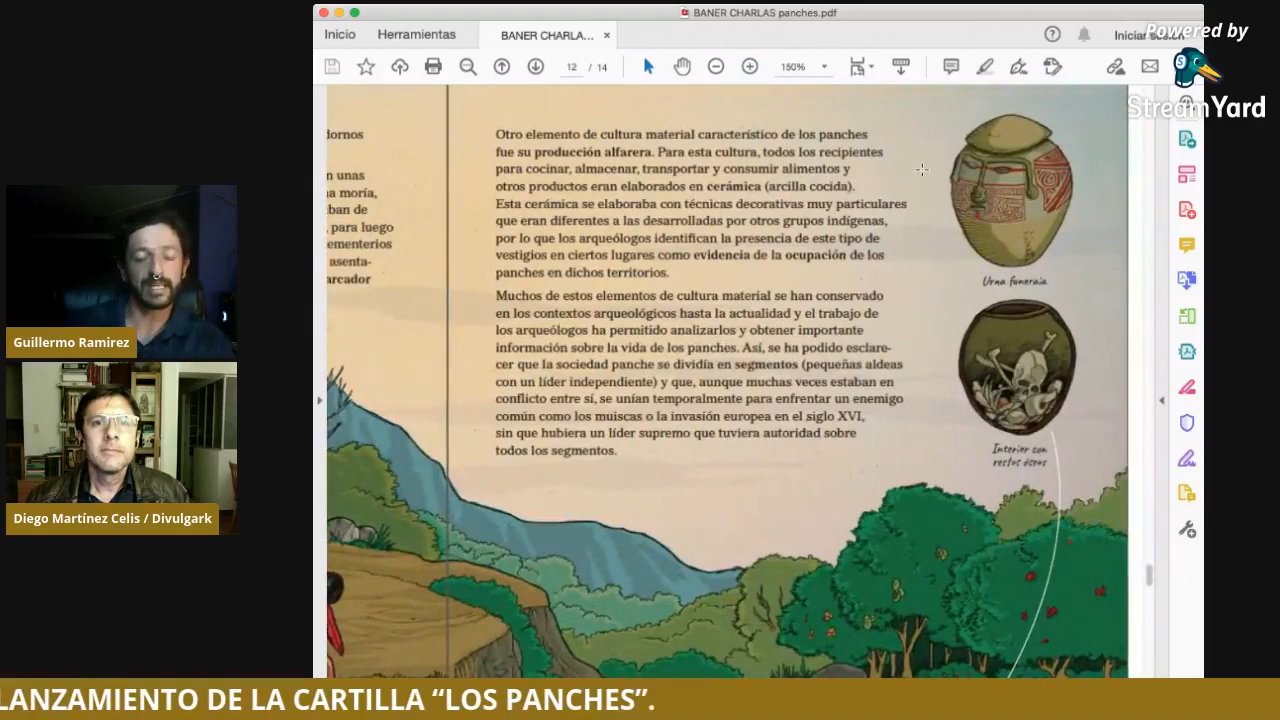 BANER CHARLAS panches.pdf
Powered by
Inicio
Herramientas
BANER CHARLA... ×
StreamYard
12 / 14
150%
dornos
n unas
na moría,
ban de
, para luego
ementerios
asenta-
arcador
Otro elemento de cultura material característico de los panches
fue su producción alfarera. Para esta cultura, todos los recipientes
para cocinar, almacenar, transportar y consumir alimentos y
otros productos eran elaborados en cerámica (arcilla cocida).
Esta cerámica se elaboraba con técnicas decorativas muy particulares
que eran diferentes a las desarrolladas por otros grupos indígenas,
por lo que los arqueólogos identifican la presencia de este tipo de
vestigios en ciertos lugares como evidencia de la ocupación de los
panches en dichos territorios.
Muchos de estos elementos de cultura material se han conservado
en los contextos arqueológicos hasta la actualidad y el trabajo de
los arqueólogos ha permitido analizarlos y obtener importante
información sobre la vida de los panches. Así, se ha podido esclare-
cer que la sociedad panche se dividía en segmentos (pequeñas aldeas
con un líder independiente) y que, aunque muchas veces estaban en
conflicto entre sí, se unían temporalmente para enfrentar un enemigo
común como los muiscas o la invasión europea en el siglo XVI,
sin que hubiera un líder supremo que tuviera autoridad sobre
todos los segmentos.
Urna funeraria
Interior con
restos óseos
Guillermo Ramirez
Diego Martínez Celis / Divulgark
LANZAMIENTO DE LA CARTILLA “LOS PANCHES”.